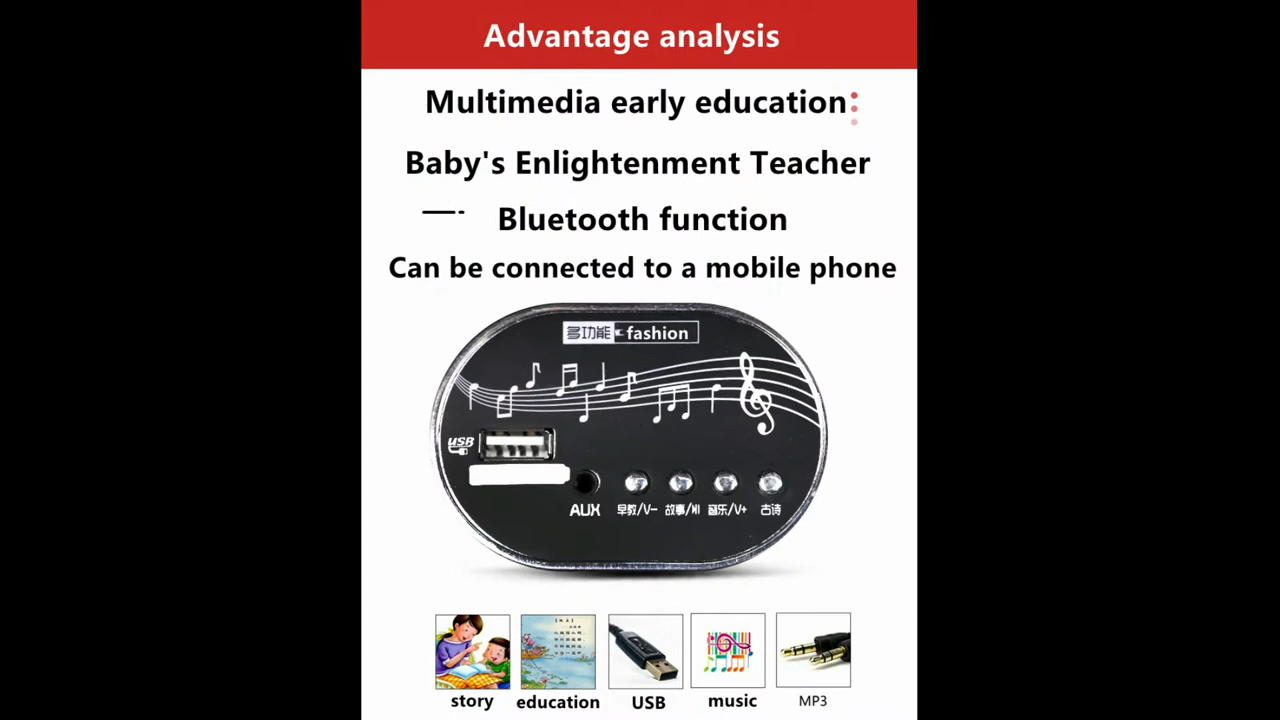 Advantage analysis
Multimedia early education:
Baby's Enlightenment Teacher
Bluetooth function
Can be connected to a mobile phone
多功能 fashion
USB
AUX
早教/V-
故事/M
音乐/V+
古诗
story
education
USB
music
MP3